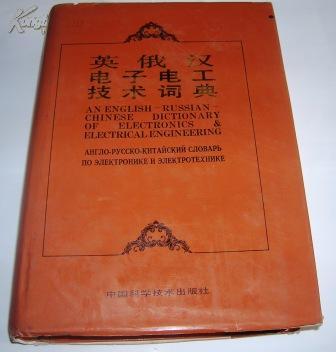 英俄汉
电子电工
技术词典
AN ENGLISH-RUSSIAN-
CHINESE DICTIONARY
OF ELECTRONICS &
ELECTRICAL ENGINEERING
АНГЛО-РУССКО-КИТАЙСКИЙ СЛОВАРЬ
ПО ЭЛЕКТРОНИКЕ И ЭЛЕКТРОТЕХНИКЕ
中国科学技术出版社